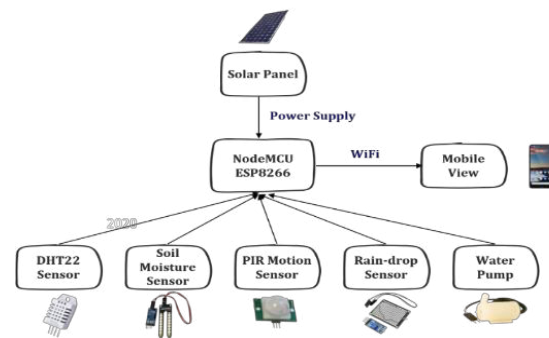 Solar Panel
Power Supply
NodeMCU
ESP8266
WiFi
Mobile
View
2020
DHT22
Sensor
Soil
Moisture
Sensor
PIR Motion
Sensor
Rain-drop
Sensor
Water
Pump